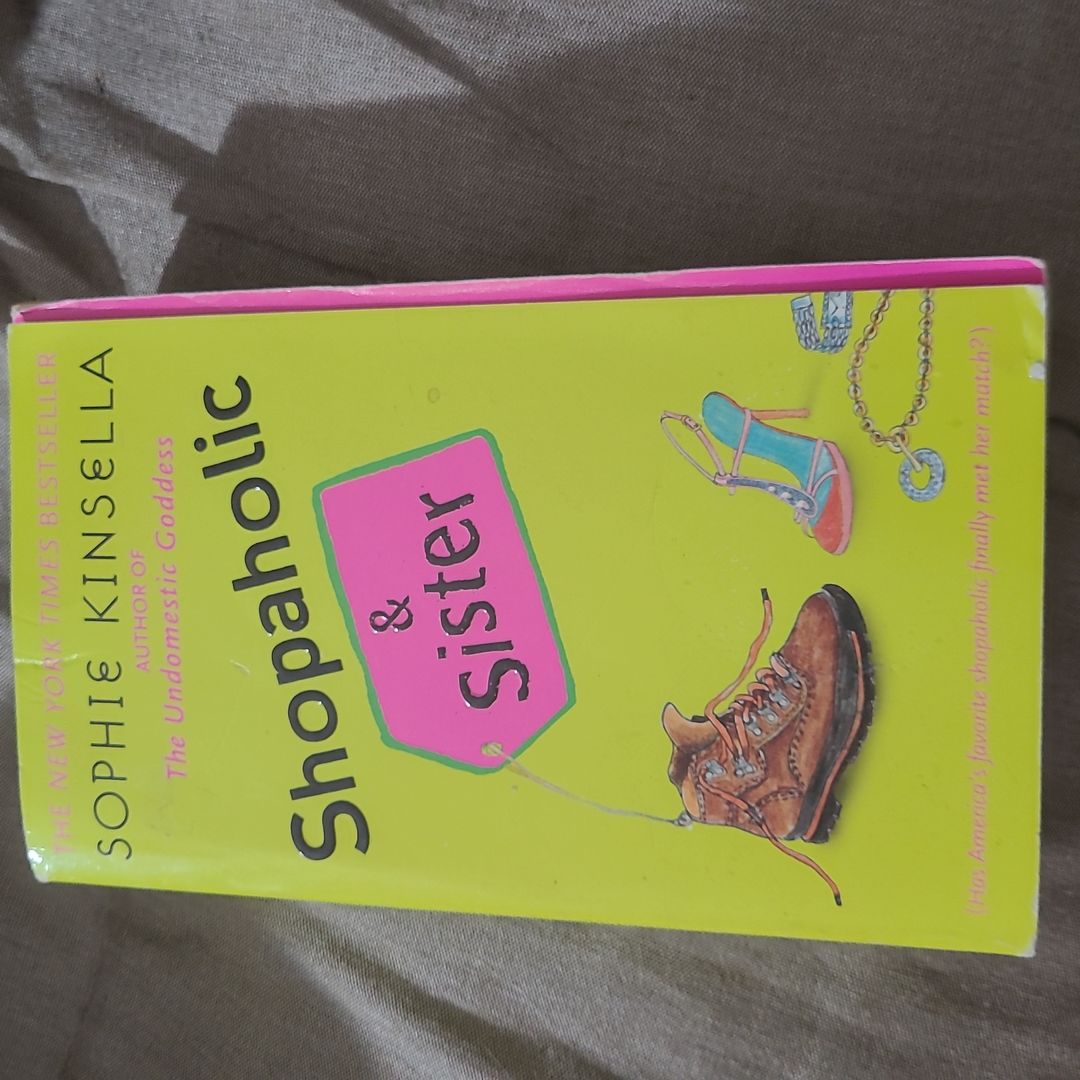 THE NEW YORK TIMES BESTSELLER
SOPHIE KINSELLA
AUTHOR OF
The Undomestic Goddess
Shopaholic
&
Sister
(Has America's favorite shopaholic finally met her match?)